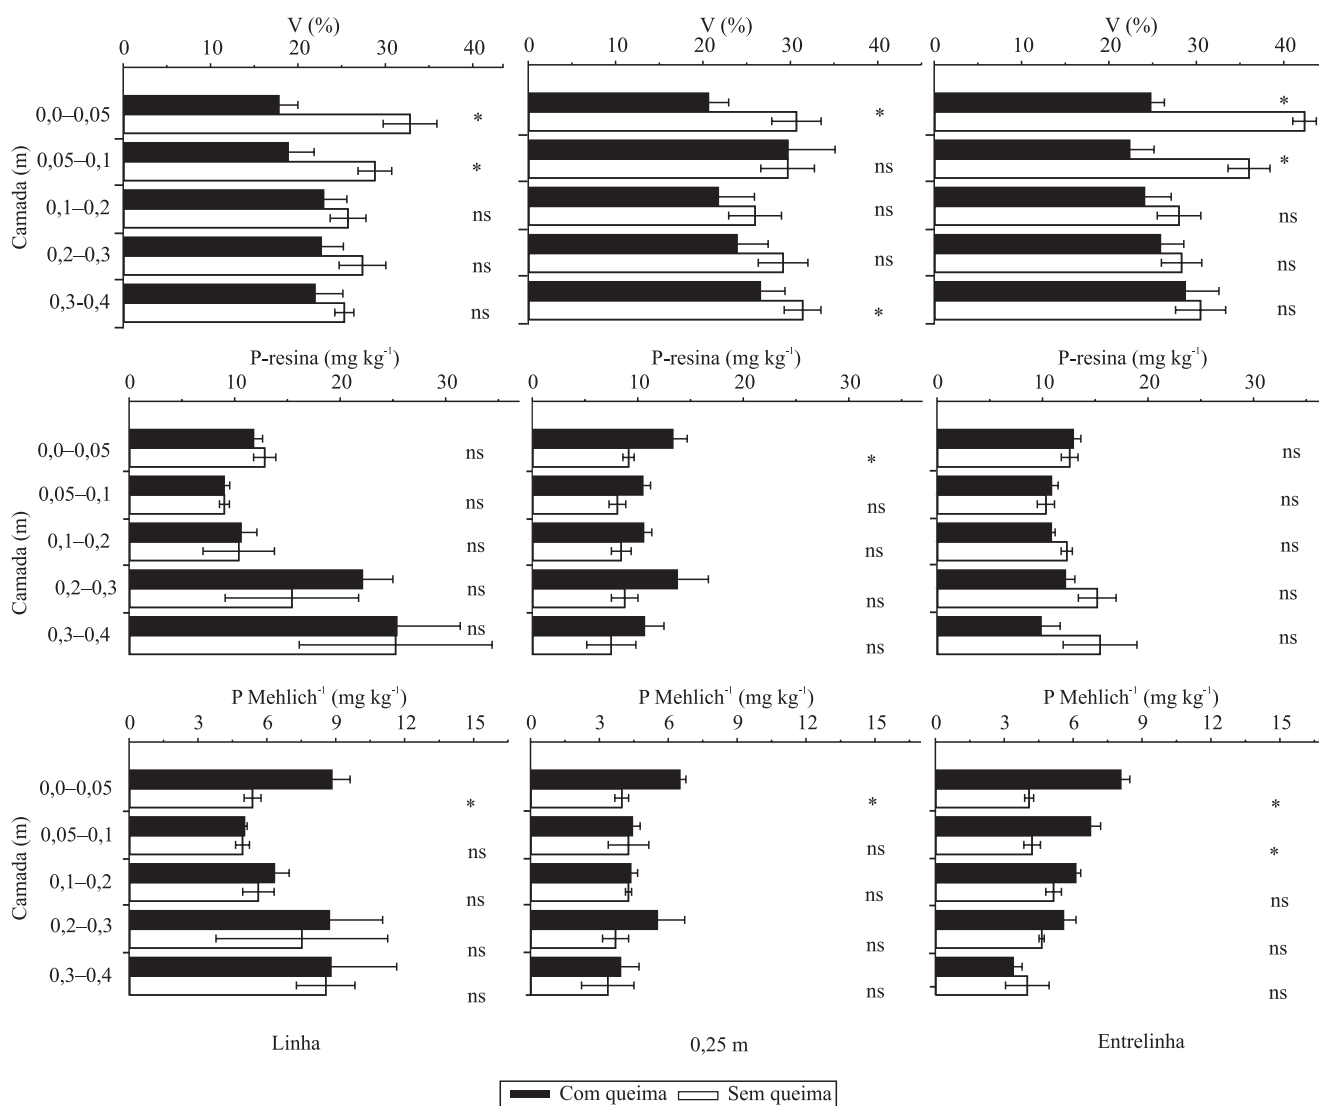 V (%) V (%) V (%)
0 10 20 30 40 0 10 20 30 40 0 10 20 30 40
Camada (m)
0,0–0,05 * * *
0,05–0,1 * ns *
0,1–0,2 ns ns ns
0,2–0,3 ns ns ns
0,3-0,4 ns * ns
P-resina (mg kg⁻¹) P-resina (mg kg⁻¹) P-resina (mg kg⁻¹)
0 10 20 30 0 10 20 30 0 10 20 30
Camada (m)
0,0–0,05 ns * ns
0,05–0,1 ns ns ns
0,1–0,2 ns ns ns
0,2–0,3 ns ns ns
0,3–0,4 ns ns ns
P Mehlich⁻¹ (mg kg⁻¹) P Mehlich⁻¹ (mg kg⁻¹) P Mehlich⁻¹ (mg kg⁻¹)
0 3 6 9 12 15 0 3 6 9 12 15 0 3 6 9 12 15
Camada (m)
0,0–0,05 * * *
0,05–0,1 ns ns *
0,1–0,2 ns ns ns
0,2–0,3 ns ns ns
0,3–0,4 ns ns ns
Linha 0,25 m Entrelinha
Com queima Sem queima